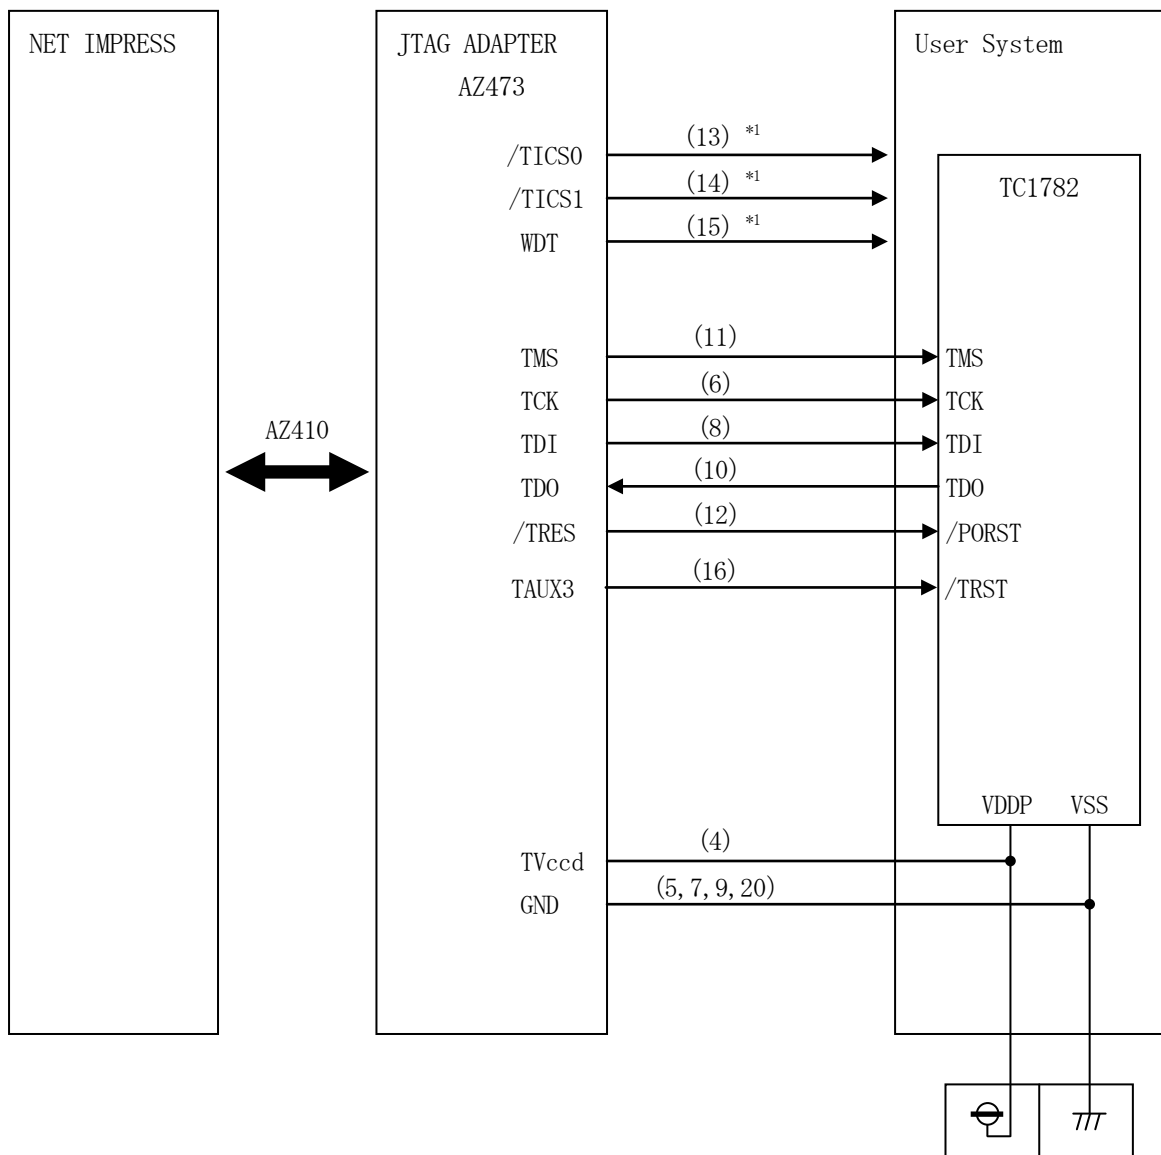 NET IMPRESS
JTAG ADAPTER
AZ473
User System
TC1782
/TICS0 (13) *1
/TICS1 (14) *1
WDT (15) *1
TMS (11) TMS
TCK (6) TCK
AZ410
TDI (8) TDI
TDO (10) TDO
/TRES (12) /PORST
TAUX3 (16) /TRST
VDDP VSS
TVccd (4)
GND (5,7,9,20)